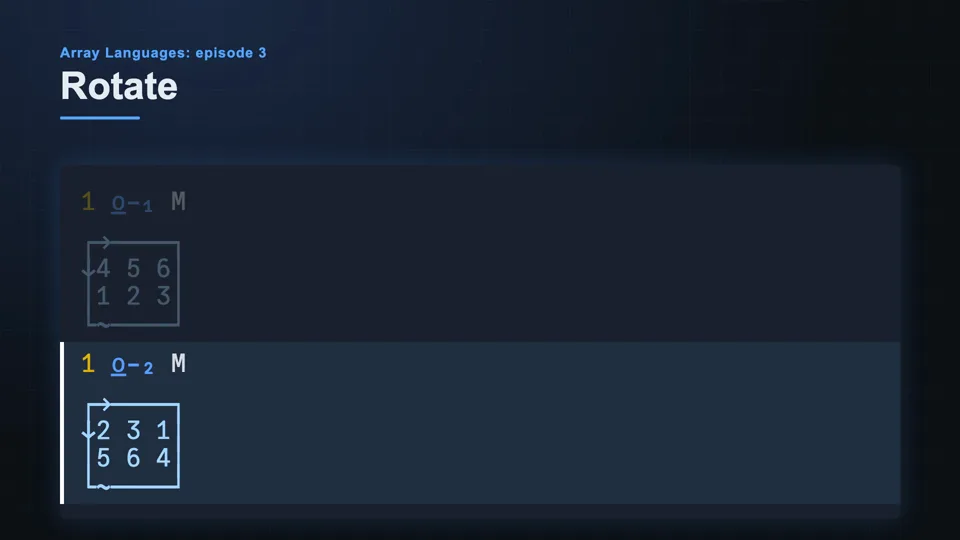 Array Languages: episode 3
Rotate
1 o̲-₁ M
4 5 6
1 2 3
~
1 o̲-₂ M
2 3 1
5 6 4
~